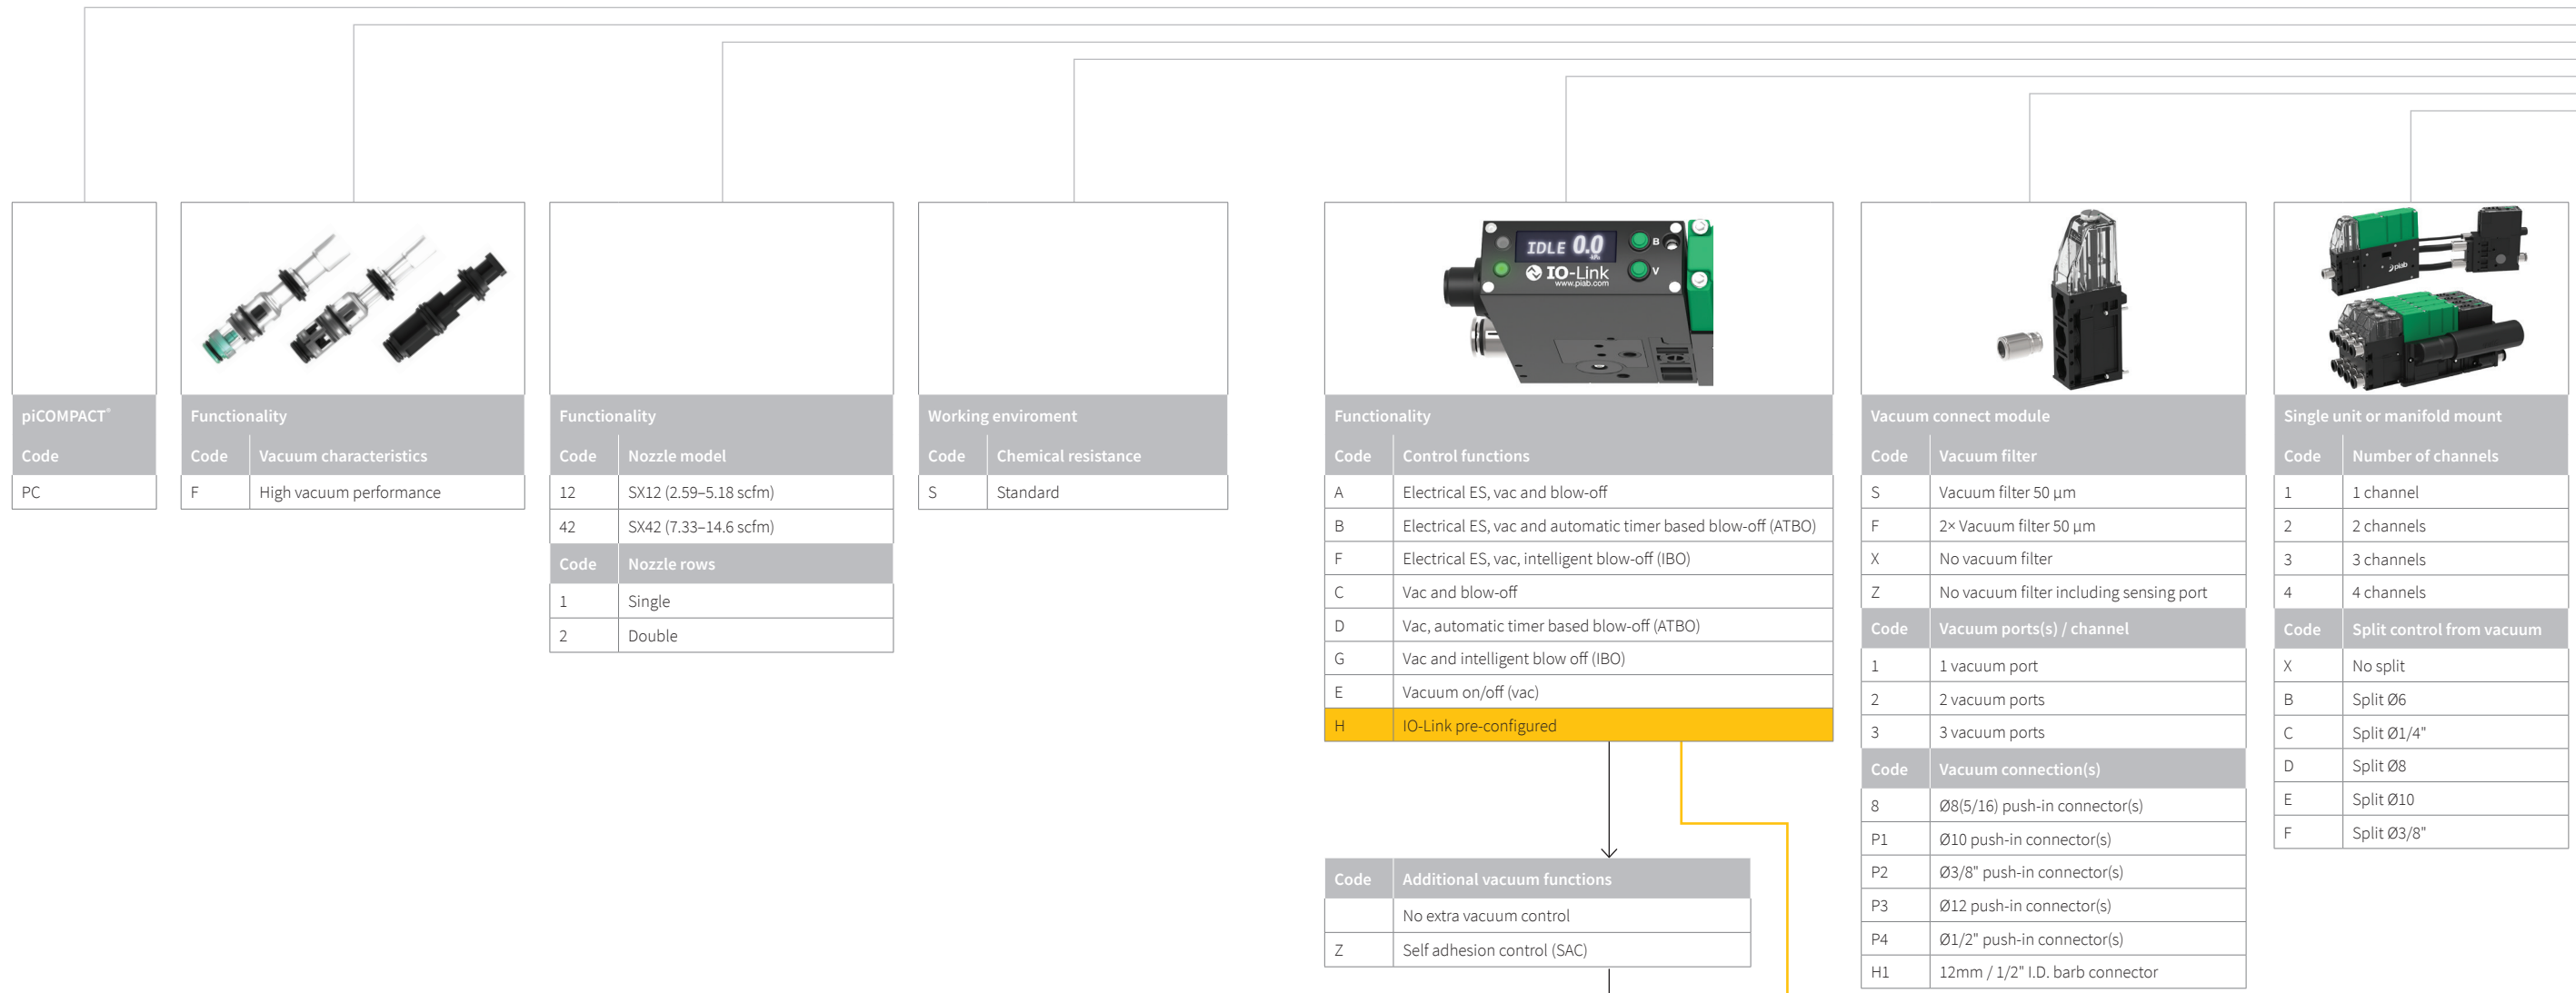 piCOMPACT®
Code
PC
Functionality
Code Vacuum characteristics
F High vacuum performance
Functionality
Code Nozzle model
12 SX12 (2.59–5.18 scfm)
42 SX42 (7.33–14.6 scfm)
Code Nozzle rows
1 Single
2 Double
Working enviroment
Code Chemical resistance
S Standard
IDLE 0.0
kPa
B
IO-Link
V
www.piab.com
Functionality
Code Control functions
A Electrical ES, vac and blow-off
B Electrical ES, vac and automatic timer based blow-off (ATBO)
F Electrical ES, vac, intelligent blow-off (IBO)
C Vac and blow-off
D Vac, automatic timer based blow-off (ATBO)
G Vac and intelligent blow off (IBO)
E Vacuum on/off (vac)
H IO-Link pre-configured
Code Additional vacuum functions
No extra vacuum control
Z Self adhesion control (SAC)
Vacuum connect module
Code Vacuum filter
S Vacuum filter 50 µm
F 2× Vacuum filter 50 µm
X No vacuum filter
Z No vacuum filter including sensing port
Code Vacuum ports(s) / channel
1 1 vacuum port
2 2 vacuum ports
3 3 vacuum ports
Code Vacuum connection(s)
8 Ø8(5/16) push-in connector(s)
P1 Ø10 push-in connector(s)
P2 Ø3/8" push-in connector(s)
P3 Ø12 push-in connector(s)
P4 Ø1/2" push-in connector(s)
H1 12mm / 1/2" I.D. barb connector
piab
Single unit or manifold mount
Code Number of channels
1 1 channel
2 2 channels
3 3 channels
4 4 channels
Code Split control from vacuum
X No split
B Split Ø6
C Split Ø1/4"
D Split Ø8
E Split Ø10
F Split Ø3/8"